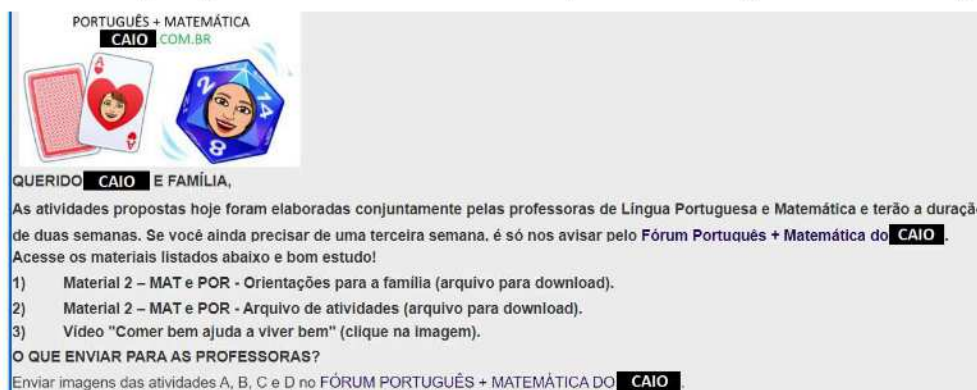 PORTUGUÊS + MATEMÁTICA
CAIO .COM.BR
A
A
2
14
8
QUERIDO CAIO E FAMÍLIA,
As atividades propostas hoje foram elaboradas conjuntamente pelas professoras de Língua Portuguesa e Matemática e terão a duração
de duas semanas. Se você ainda precisar de uma terceira semana, é só nos avisar pelo Fórum Português + Matemática do CAIO .
Acesse os materiais listados abaixo e bom estudo!
1) Material 2 – MAT e POR - Orientações para a família (arquivo para download).
2) Material 2 – MAT e POR - Arquivo de atividades (arquivo para download).
3) Vídeo "Comer bem ajuda a viver bem" (clique na imagem).
O QUE ENVIAR PARA AS PROFESSORAS?
Enviar imagens das atividades A, B, C e D no FÓRUM PORTUGUÊS + MATEMÁTICA DO CAIO .